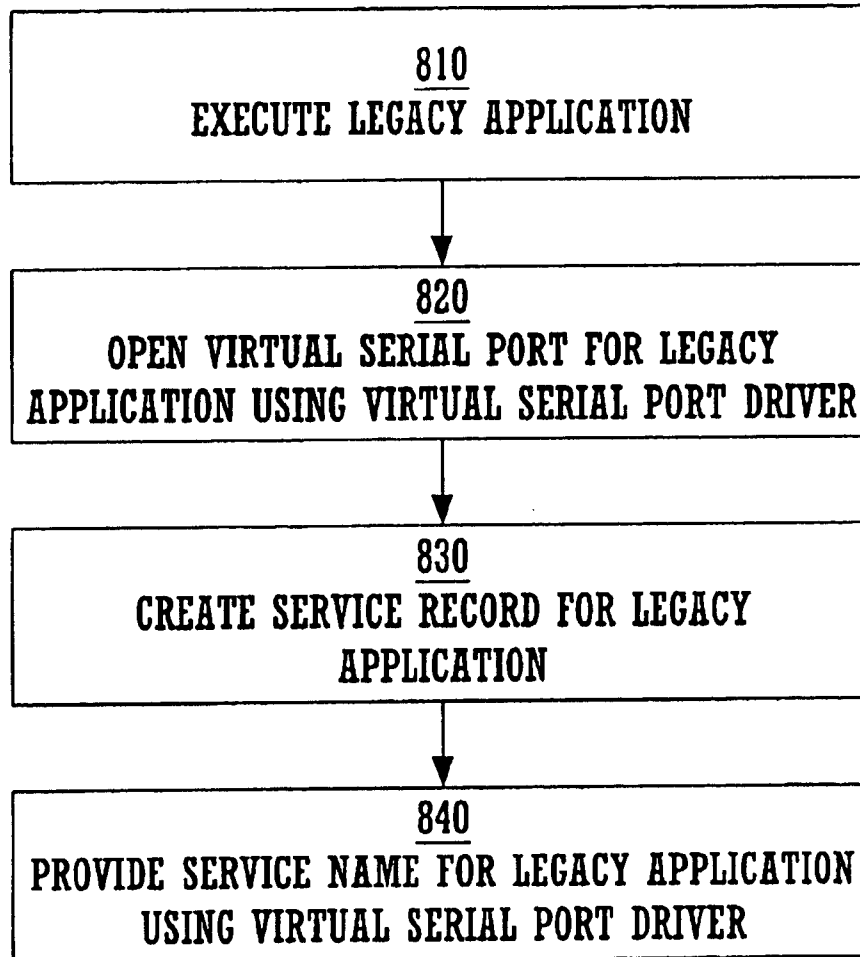 810
EXECUTE LEGACY APPLICATION
820
OPEN VIRTUAL SERIAL PORT FOR LEGACY
APPLICATION USING VIRTUAL SERIAL PORT DRIVER
830
CREATE SERVICE RECORD FOR LEGACY
APPLICATION
840
PROVIDE SERVICE NAME FOR LEGACY APPLICATION
USING VIRTUAL SERIAL PORT DRIVER